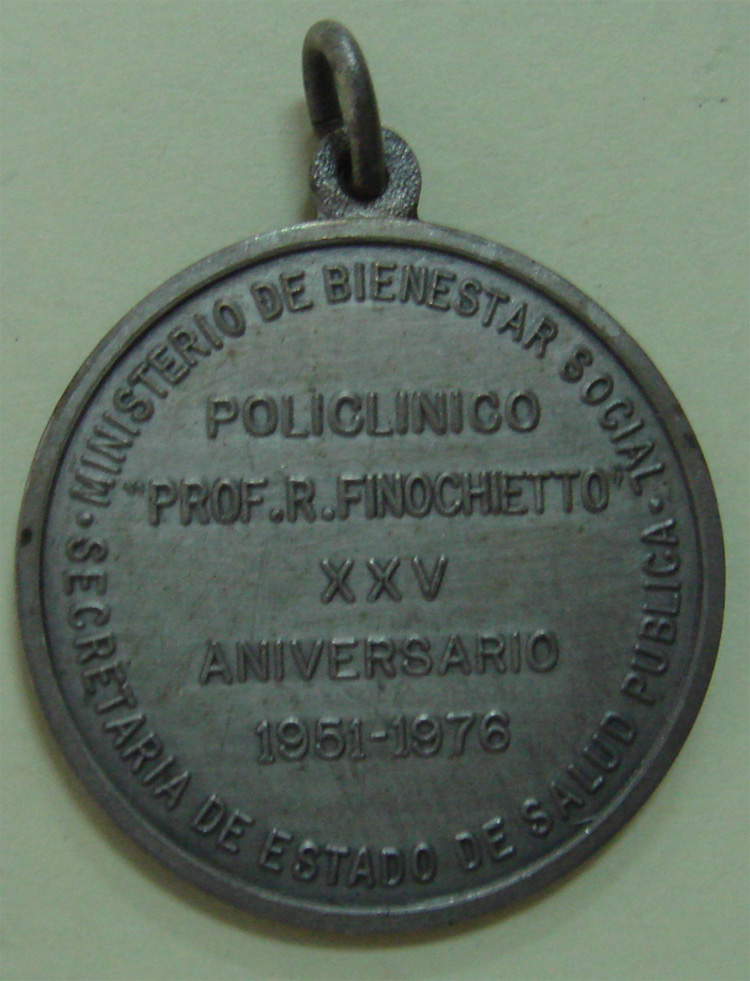 MINISTERIO DE BIENESTAR SOCIAL
POLICLINICO
"PROF. R. FINOCHIETTO"
XXV
ANIVERSARIO
1951-1976
· SECRETARIA DE ESTADO DE SALUD PUBLICA ·